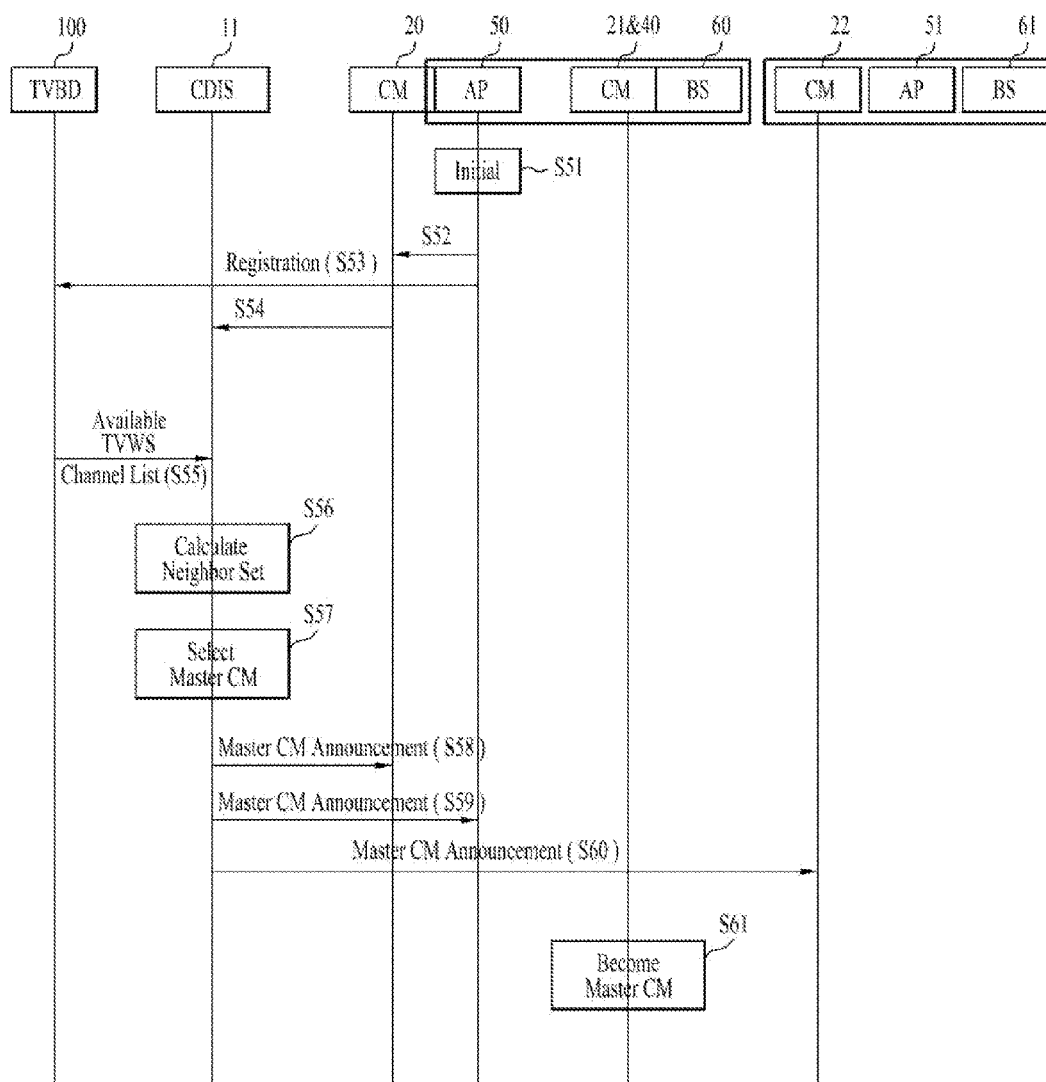 100
11
20
50
21&40
60
22
51
61
TVBD
CDIS
CM
AP
CM
BS
CM
AP
BS
Initial
S51
S52
Registration ( S53 )
S54
Available
TVWS
Channel List (S55)
S56
Calculate
Neighbor Set
S57
Select
Master CM
Master CM Announcement ( S58 )
Master CM Announcement ( S59 )
Master CM Announcement ( S60 )
S61
Become
Master CM